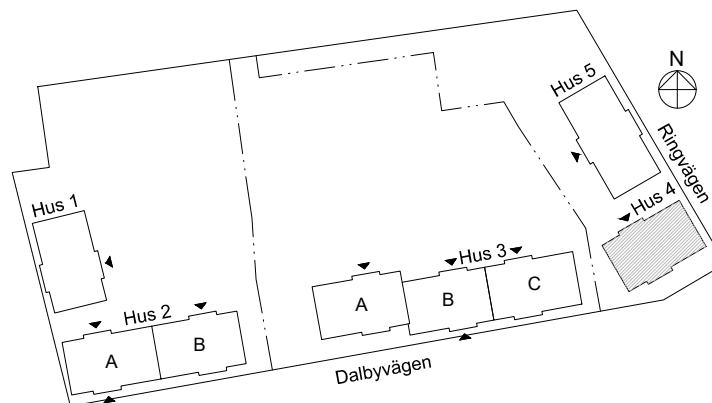 N
Hus 5
Ringvägen
Hus 4
Hus 1
Hus 3
A
B
C
Hus 2
A
B
Dalbyvägen